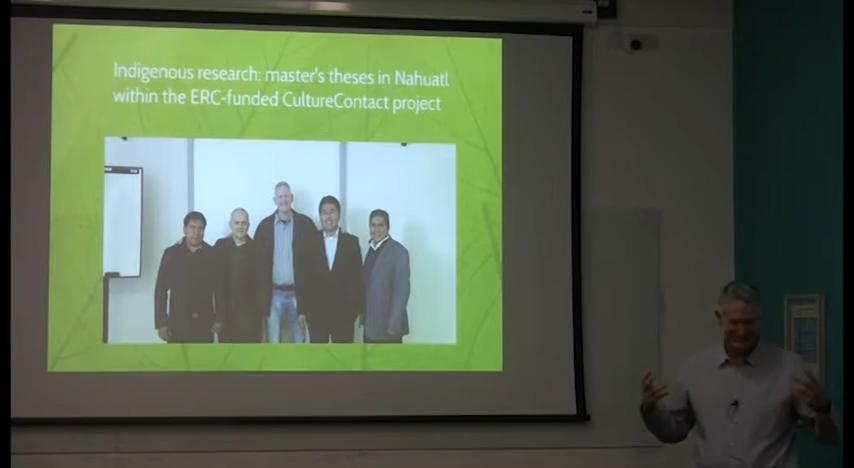 Indigenous research: master's theses in Nahuatl
within the ERC-funded CultureContact project